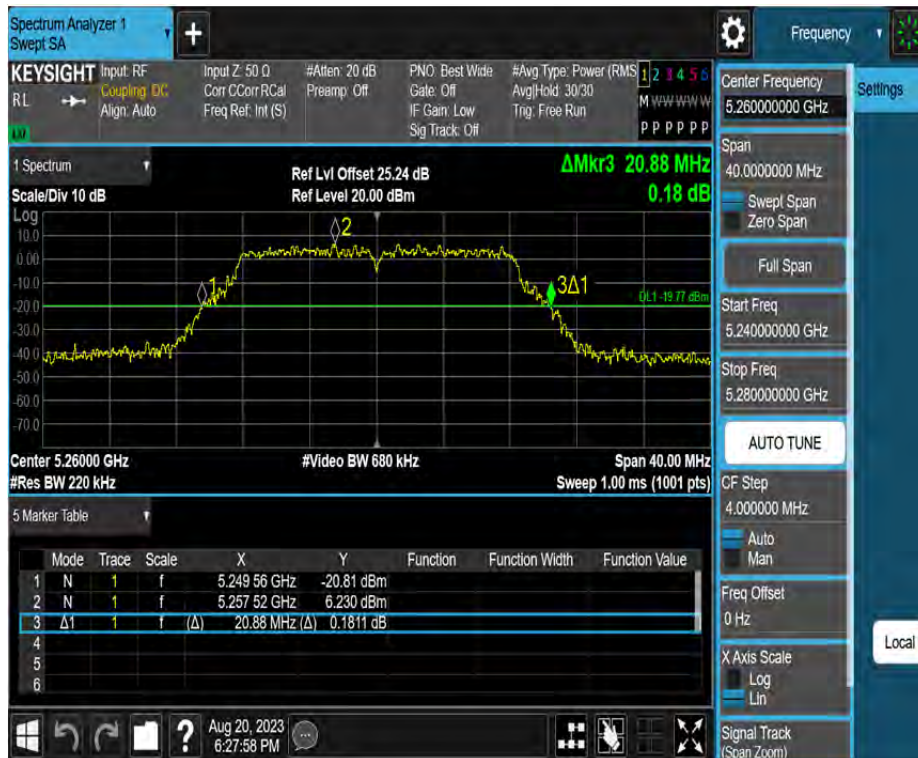 Spectrum Analyzer 1
Swept SA
+
Frequency
KEYSIGHT
RL
Input: RF
Coupling: DC
Align: Auto
Input Z: 50 Ω
Corr CCorr RCal
Freq Ref: Int (S)
#Atten: 20 dB
Preamp: Off
PNO: Best Wide
Gate: Off
IF Gain: Low
Sig Track: Off
#Avg Type: Power (RMS
Avg|Hold: 30/30
Trig: Free Run
1 2 3 4 5 6
M W W W W W
P P P P P P
Settings
Center Frequency
5.260000000 GHz
Span
40.0000000 MHz
Swept Span
Zero Span
Full Span
Start Freq
5.240000000 GHz
Stop Freq
5.280000000 GHz
AUTO TUNE
CF Step
4.000000 MHz
Auto
Man
Freq Offset
0 Hz
X Axis Scale
Log
Lin
Signal Track
(Span Zoom)
Local
1 Spectrum
Scale/Div 10 dB
Ref Lvl Offset 25.24 dB
Ref Level 20.00 dBm
ΔMkr3 20.88 MHz
0.18 dB
Log
10.0
0.00
-10.0
-20.0
-30.0
-40.0
-50.0
-60.0
-70.0
1
2
3Δ1
DL1 -19.77 dBm
Center 5.26000 GHz
#Video BW 680 kHz
Span 40.00 MHz
#Res BW 220 kHz
Sweep 1.00 ms (1001 pts)
5 Marker Table
Mode Trace Scale X Y Function Function Width Function Value
1 N 1 f 5.249 56 GHz -20.81 dBm
2 N 1 f 5.257 52 GHz 6.230 dBm
3 Δ1 1 f (Δ) 20.88 MHz (Δ) 0.1811 dB
4
5
6
?
Aug 20, 2023
6:27:58 PM